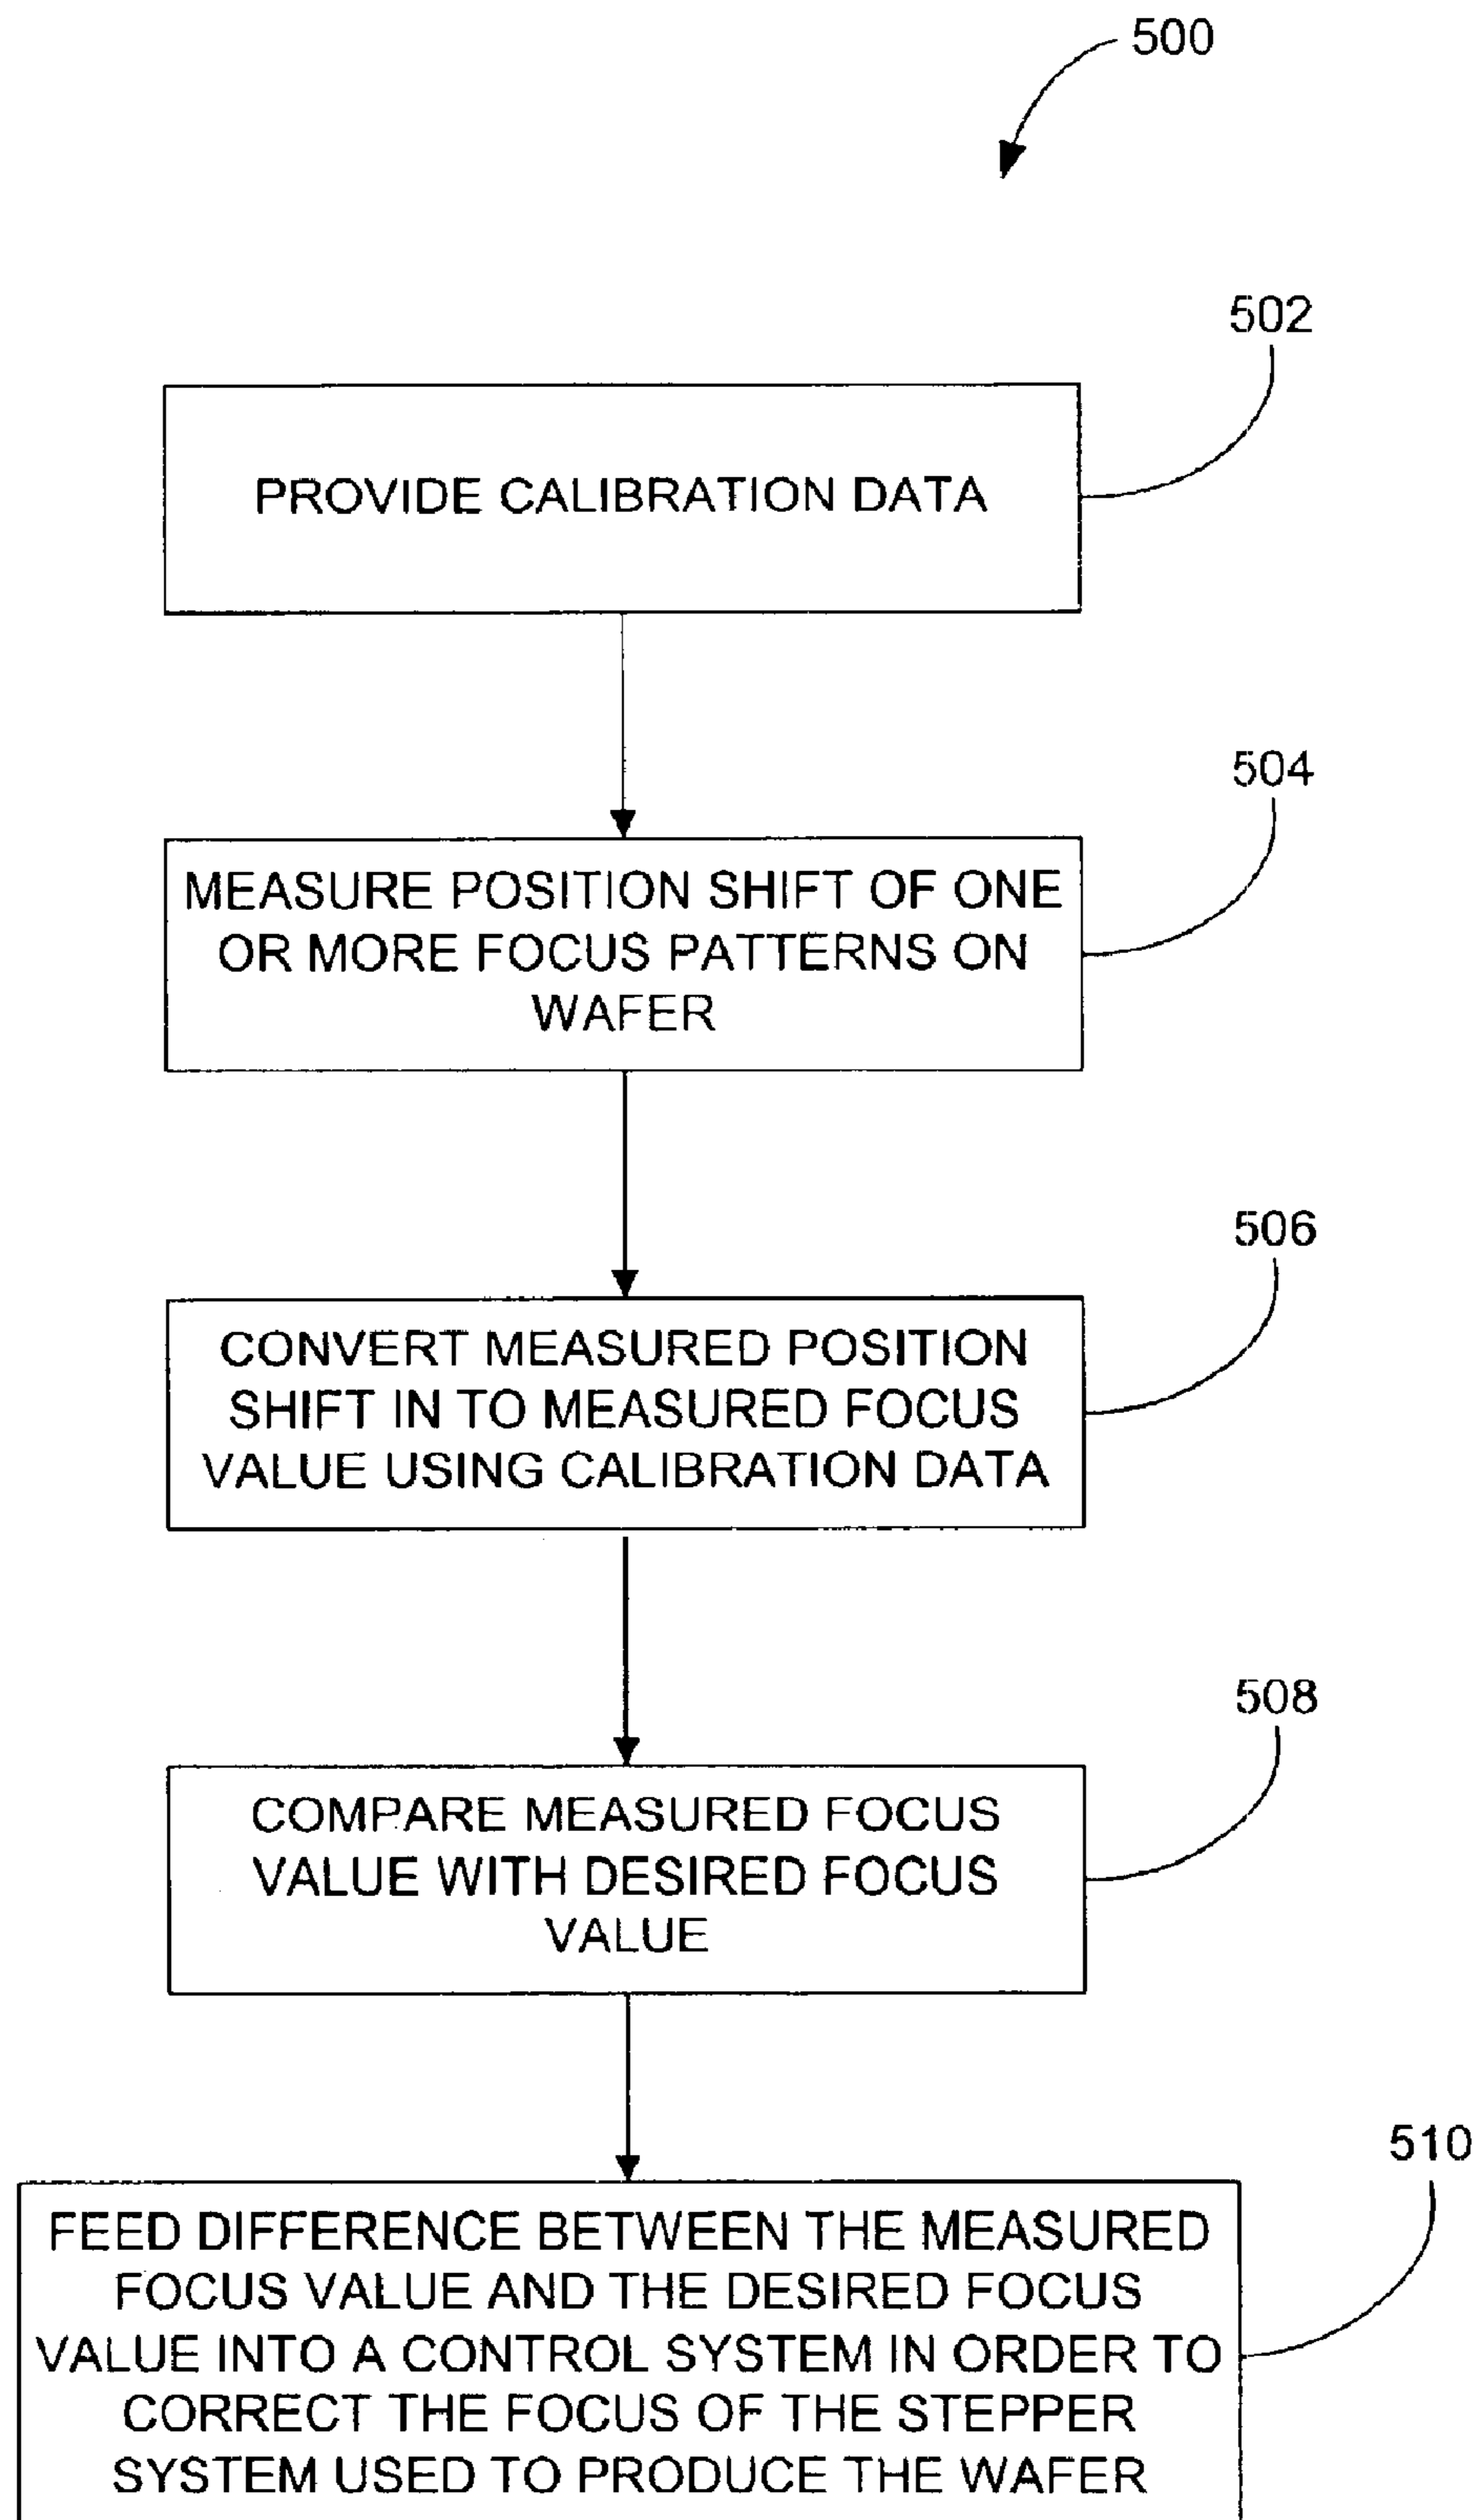 500
502
PROVIDE CALIBRATION DATA
504
MEASURE POSITION SHIFT OF ONE
OR MORE FOCUS PATTERNS ON
WAFER
506
CONVERT MEASURED POSITION
SHIFT IN TO MEASURED FOCUS
VALUE USING CALIBRATION DATA
508
COMPARE MEASURED FOCUS
VALUE WITH DESIRED FOCUS
VALUE
510
FEED DIFFERENCE BETWEEN THE MEASURED
FOCUS VALUE AND THE DESIRED FOCUS
VALUE INTO A CONTROL SYSTEM IN ORDER TO
CORRECT THE FOCUS OF THE STEPPER
SYSTEM USED TO PRODUCE THE WAFER